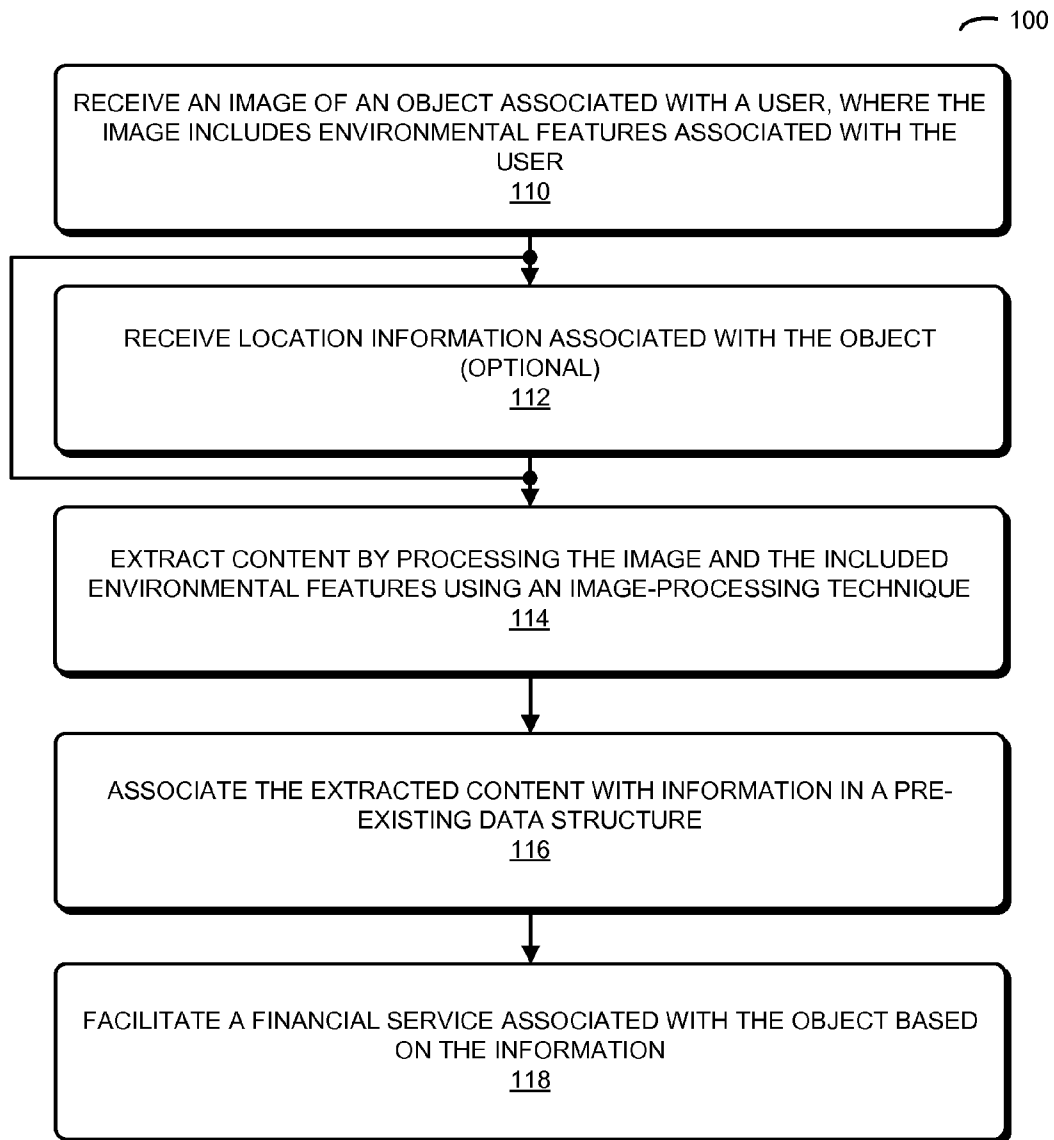 100
RECEIVE AN IMAGE OF AN OBJECT ASSOCIATED WITH A USER, WHERE THE
IMAGE INCLUDES ENVIRONMENTAL FEATURES ASSOCIATED WITH THE
USER
110
RECEIVE LOCATION INFORMATION ASSOCIATED WITH THE OBJECT
(OPTIONAL)
112
EXTRACT CONTENT BY PROCESSING THE IMAGE AND THE INCLUDED
ENVIRONMENTAL FEATURES USING AN IMAGE-PROCESSING TECHNIQUE
114
ASSOCIATE THE EXTRACTED CONTENT WITH INFORMATION IN A PRE-
EXISTING DATA STRUCTURE
116
FACILITATE A FINANCIAL SERVICE ASSOCIATED WITH THE OBJECT BASED
ON THE INFORMATION
118